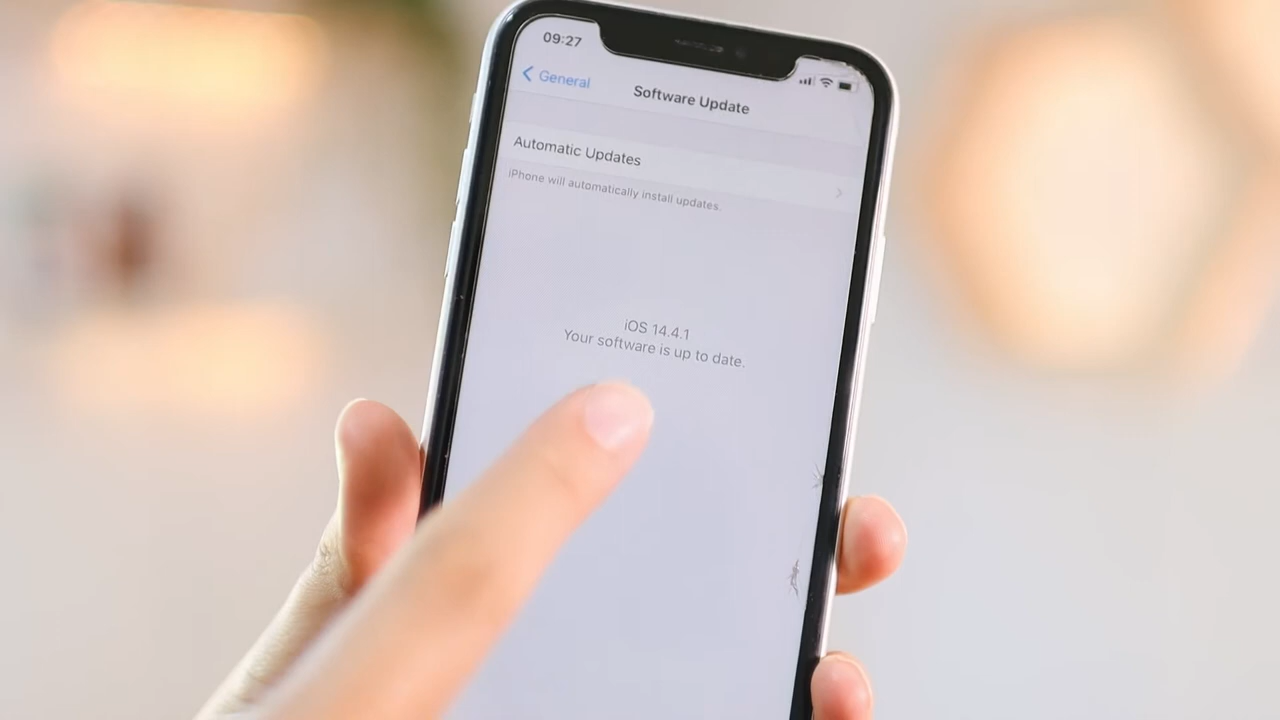 09:27
General
Software Update
Automatic Updates
iPhone will automatically install updates.
iOS 14.4.1
Your software is up to date.